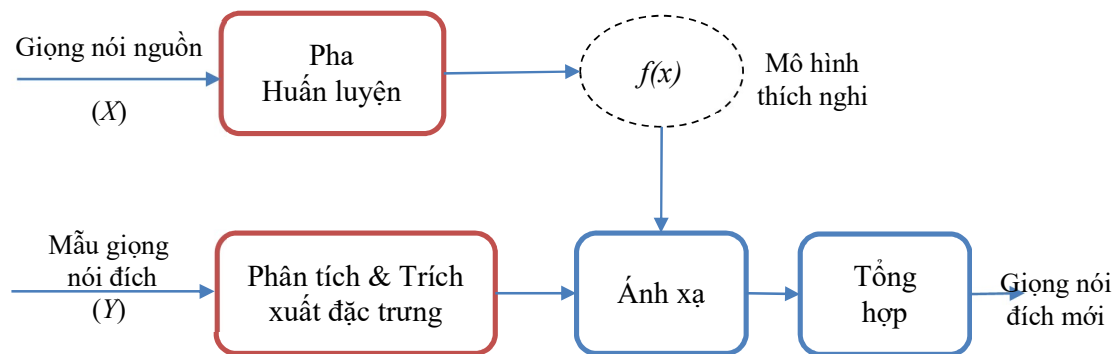 Giọng nói nguồn
(X)
Pha
Huấn luyện
f(x)
Mô hình
thích nghi
Mẫu giọng
nói đích
(Y)
Phân tích & Trích
xuất đặc trưng
Ánh xạ
Tổng
hợp
Giọng nói
đích mới